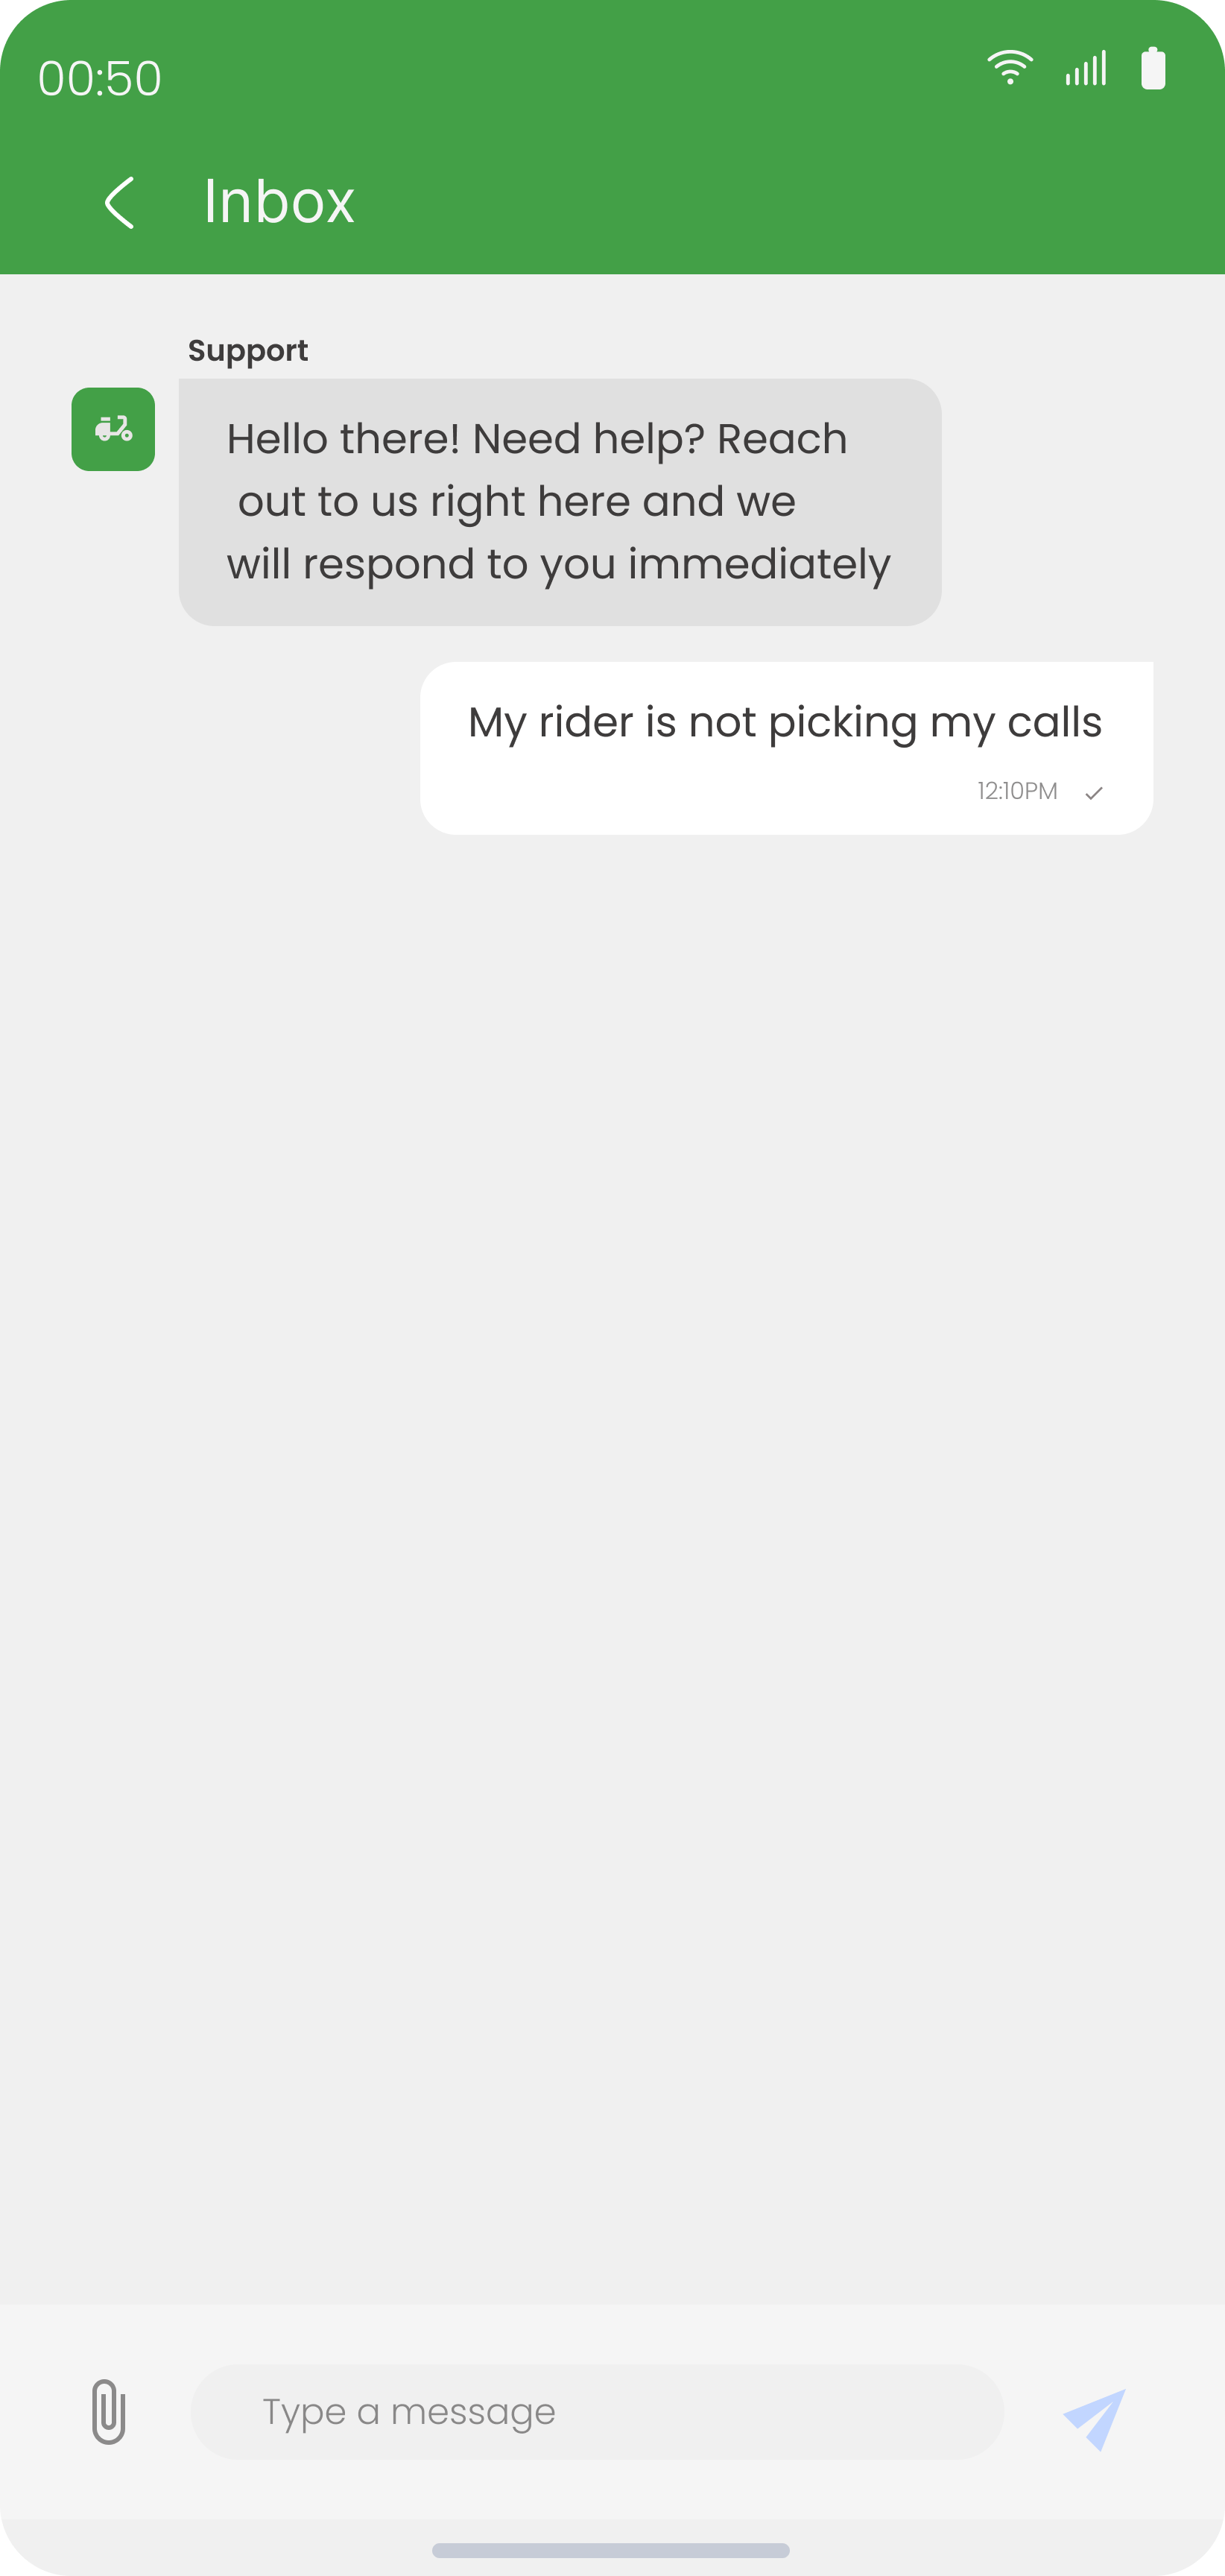 00:50
Inbox
Support
Hello there! Need help? Reach
out to us right here and we
will respond to you immediately
My rider is not picking my calls
12:10PM
Type a message